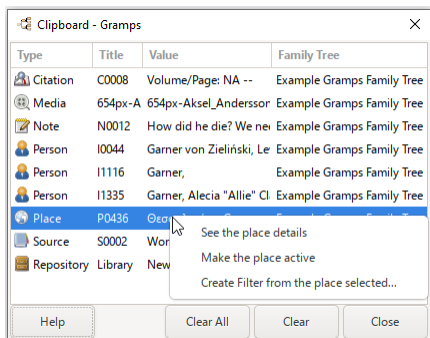 Clipboard - Gramps
Type Title Value Family Tree
Citation C0008 Volume/Page: NA -- Example Gramps Family Tree
Media 654px-A 654px-Aksel_Andersson Example Gramps Family Tree
Note N0012 How did he die? We nee Example Gramps Family Tree
Person I0044 Garner von Zieliński, Le Example Gramps Family Tree
Person I1116 Garner, Example Gramps Family Tree
Person I1335 Garner, Alecia "Allie" Cl Example Gramps Family Tree
Place P0436
See the place details
Source S0002 Wor
Make the place active
Repository Library New
Create Filter from the place selected...
Help Clear All Clear Close